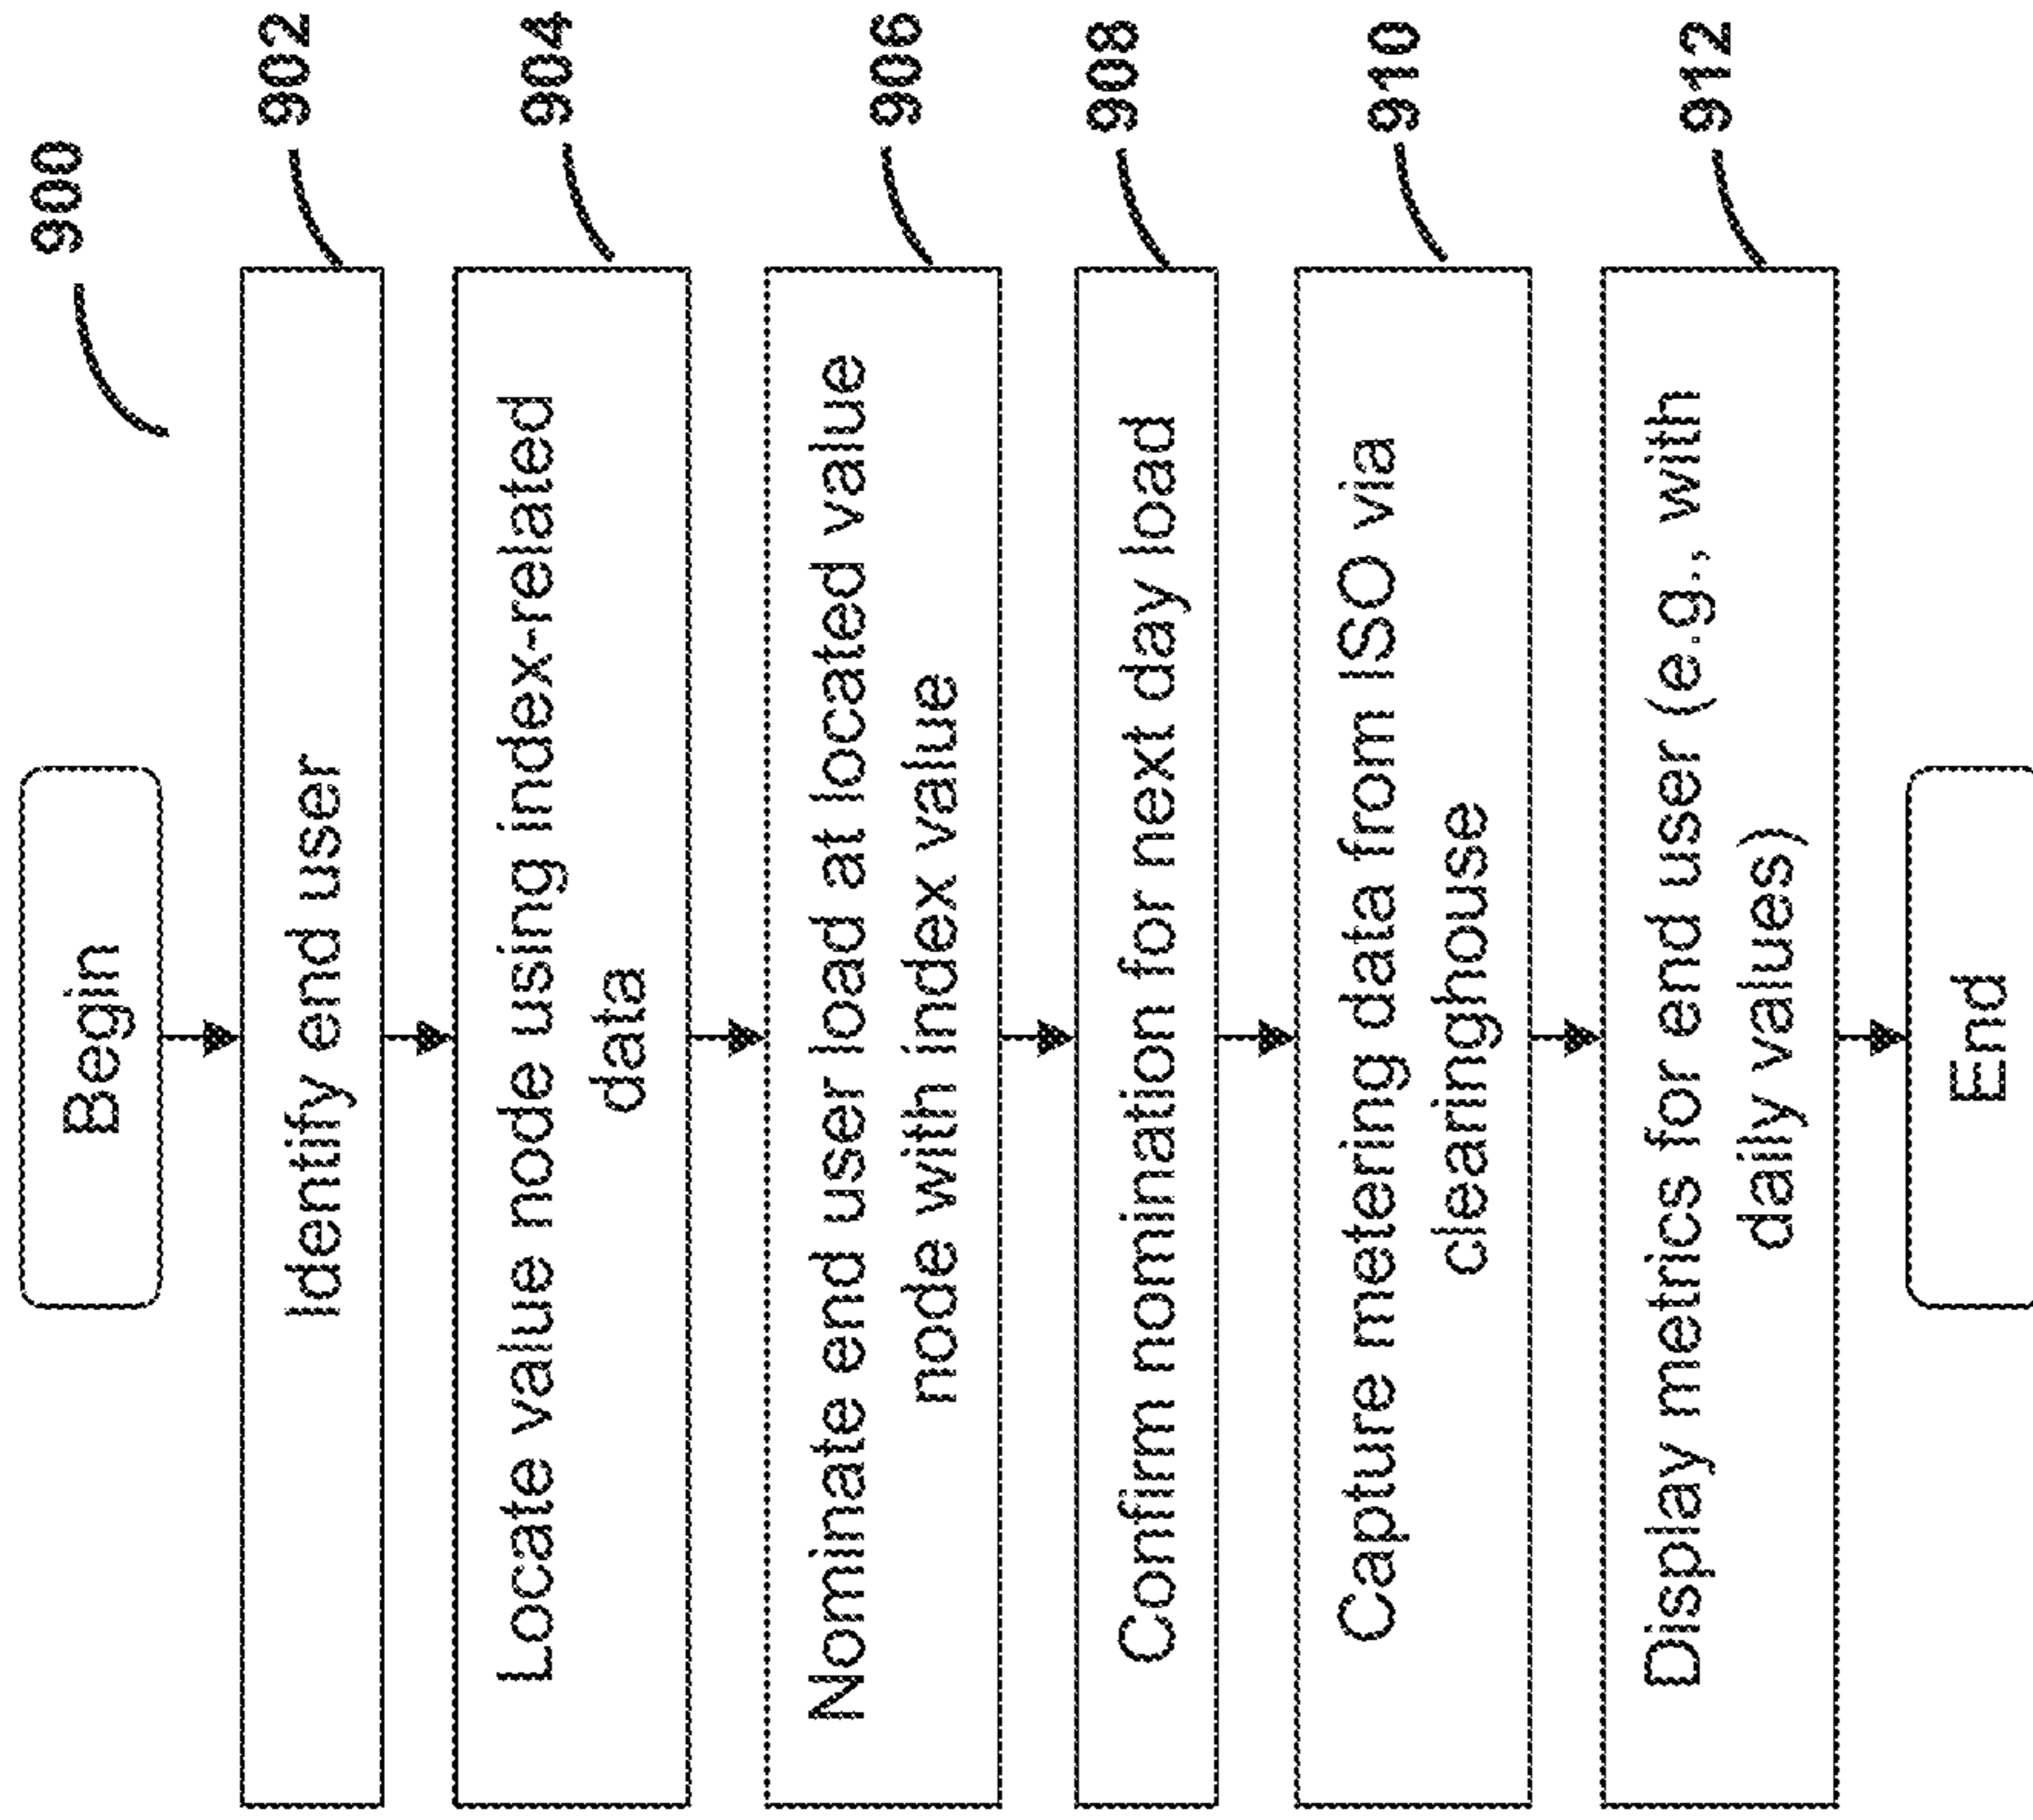 900
Begin
Identify end user
902
Locate value node using index-related
data
904
Nominate end user load at located value
node with index value
906
Confirm nomination for next day load
908
Capture metering data from ISO via
clearinghouse
910
Display metrics for end user (e.g., with
daily values)
912
End